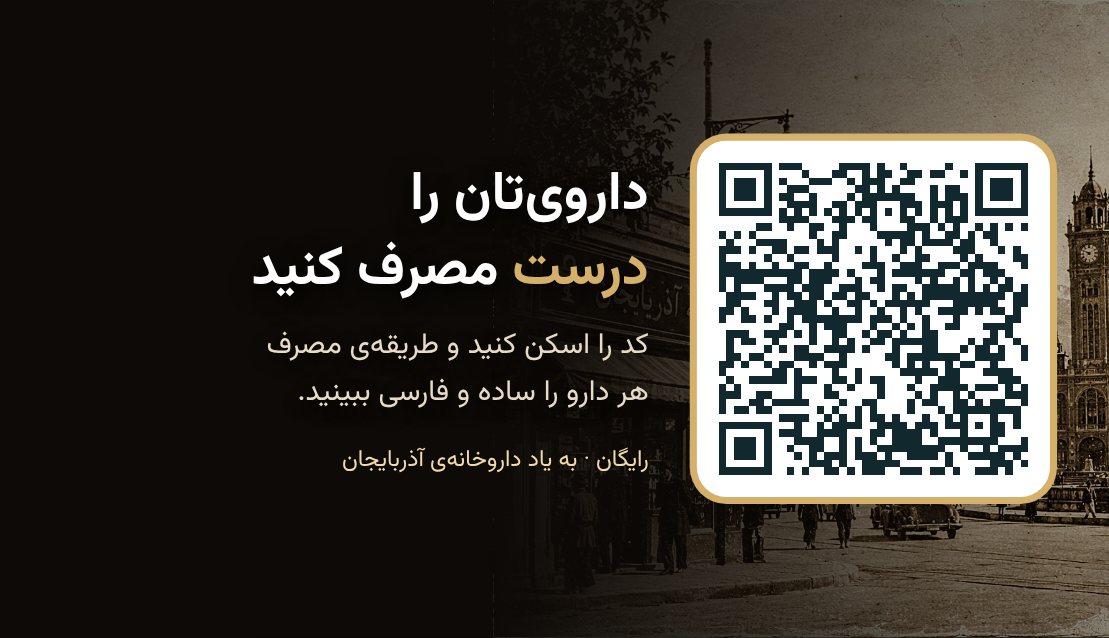 داروی‌تان را
درست مصرف کنید
کد را اسکن کنید و طریقه‌ی مصرف
هر دارو را ساده و فارسی ببینید.
رایگان · به یاد داروخانه‌ی آذربایجان
آذربایجان